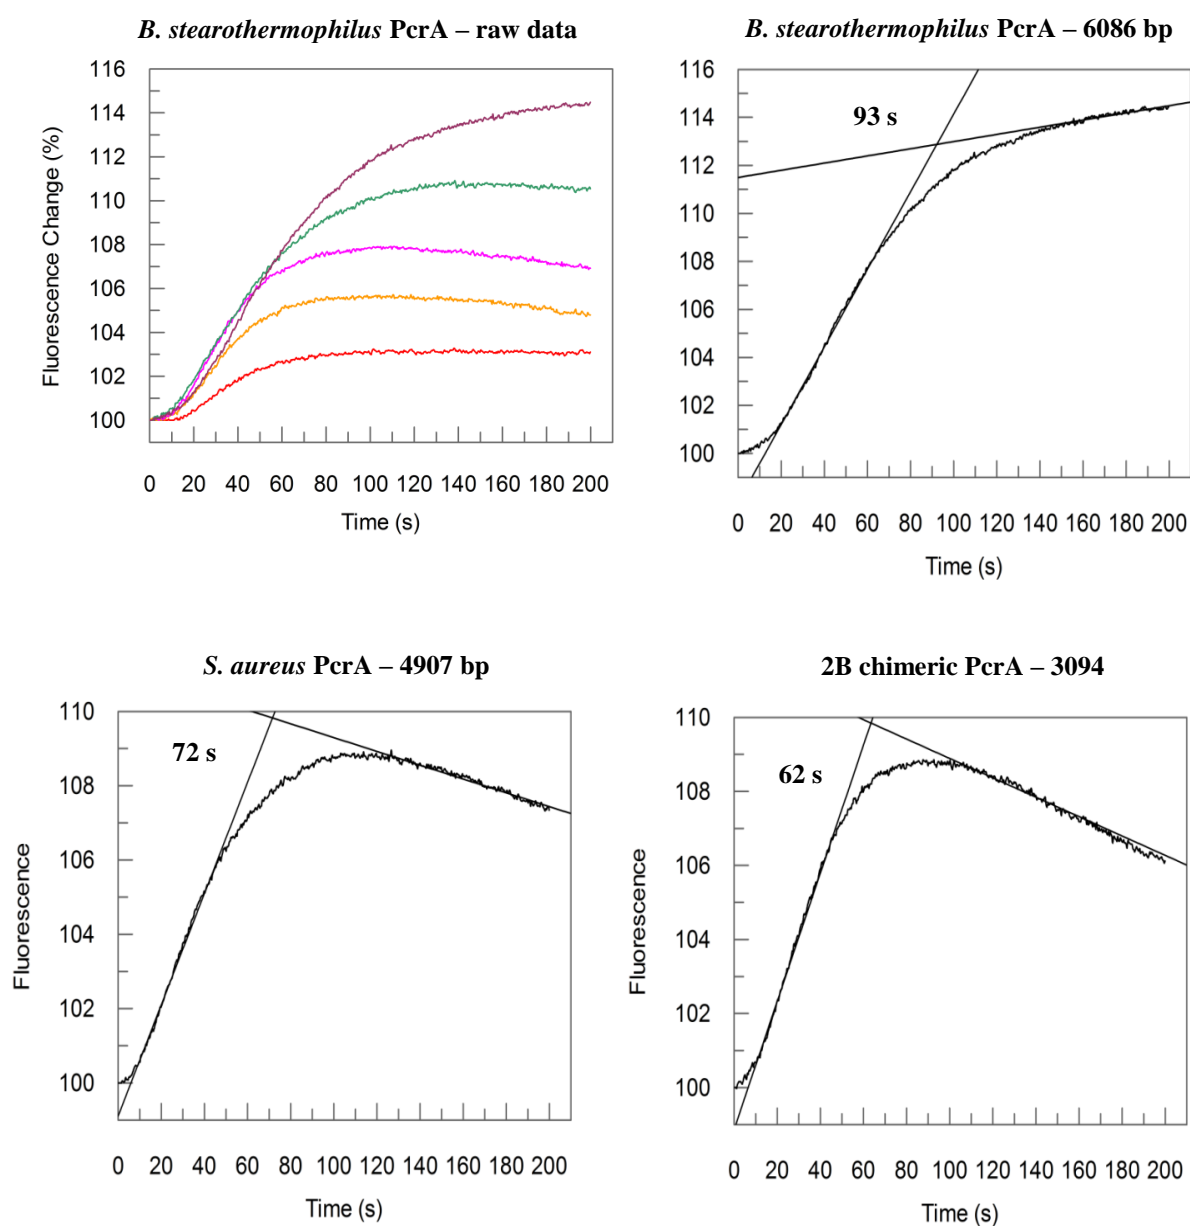 B. stearothermophilus PcrA – raw data
116
114
112
110
108
106
104
102
100
Fluorescence Change (%)
0 20 40 60 80 100 120 140 160 180 200
Time (s)
B. stearothermophilus PcrA – 6086 bp
116
114
112
110
108
106
104
102
100
93 s
0 20 40 60 80 100 120 140 160 180 200
Time (s)
S. aureus PcrA – 4907 bp
110
108
106
104
102
100
Fluorescence
72 s
0 20 40 60 80 100 120 140 160 180 200
Time (s)
2B chimeric PcrA – 3094
110
108
106
104
102
100
Fluorescence
62 s
0 20 40 60 80 100 120 140 160 180 200
Time (s)